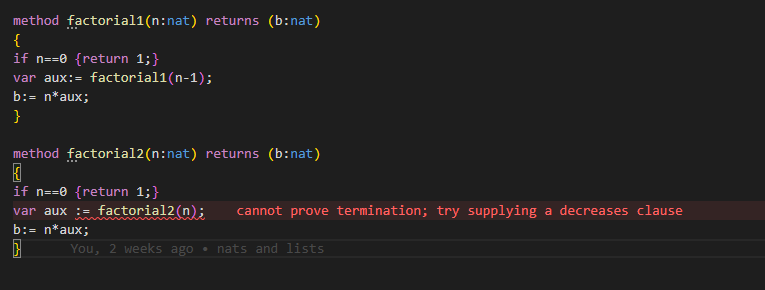 method factorial1(n:nat) returns (b:nat)
{
if n==0 {return 1;}
var aux:= factorial1(n-1);
b:= n*aux;
}
method factorial2(n:nat) returns (b:nat)
{
if n==0 {return 1;}
var aux := factorial2(n); cannot prove termination; try supplying a decreases clause
b:= n*aux;
} You, 2 weeks ago • nats and lists